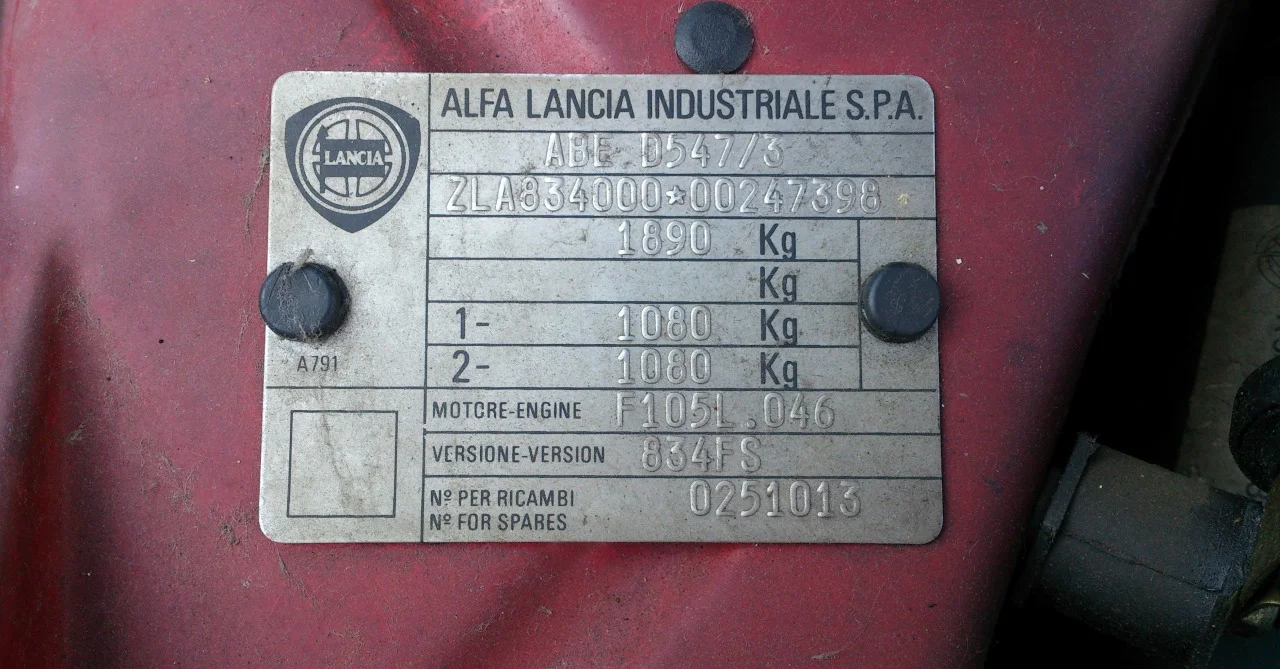 LANCIA
ALFA LANCIA INDUSTRIALE S.P.A.
ABE D547/3
ZLA834000*00247398
1890 Kg
Kg
1- 1080 Kg
2- 1080 Kg
A791
MOTORE-ENGINE F105L.046
VERSIONE-VERSION 834FS
Nº PER RICAMBI
Nº FOR SPARES
0251013